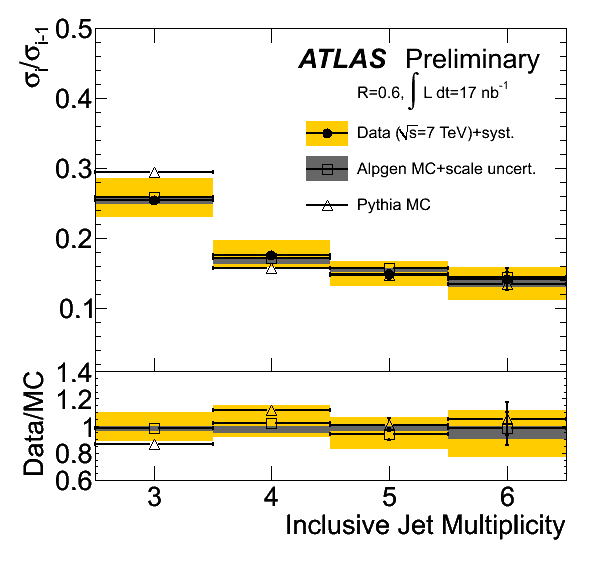 σi/σi-1
0.5
0.4
0.3
0.2
0.1
ATLAS Preliminary
R=0.6, ∫ L dt=17 nb-1
Data (√s=7 TeV)+syst.
Alpgen MC+scale uncert.
Pythia MC
Data/MC
1.4
1.2
1
0.8
0.6
3 4 5 6
Inclusive Jet Multiplicity